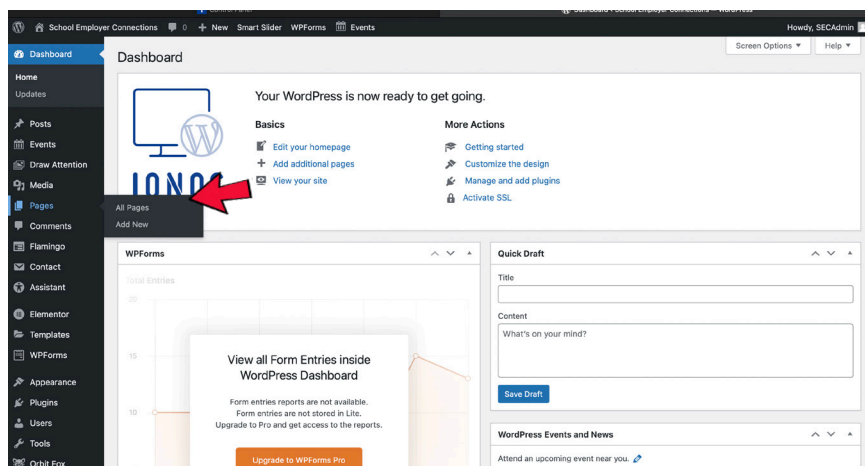 School Employer Connections 0 + New Smart Slider WPForms Events Howdy, SECAdmin
Dashboard
Home
Updates
Posts
Events
Draw Attention
Media
Pages
Comments
Flamingo
Contact
Assistant
Elementor
Templates
WPForms
Appearance
Plugins
Users
Tools
Orbit Fox
All Pages
Add New
Dashboard
Screen Options ▼ Help ▼
IONOS
Your WordPress is now ready to get going.
Basics
Edit your homepage
Add additional pages
View your site
More Actions
Getting started
Customize the design
Manage and add plugins
Activate SSL
WPForms
Total Entries
20
15
10
View all Form Entries inside
WordPress Dashboard
Form entries reports are not available.
Form entries are not stored in Lite.
Upgrade to Pro and get access to the reports.
Upgrade to WPForms Pro
Quick Draft
Title
Content
What's on your mind?
Save Draft
WordPress Events and News
Attend an upcoming event near you.